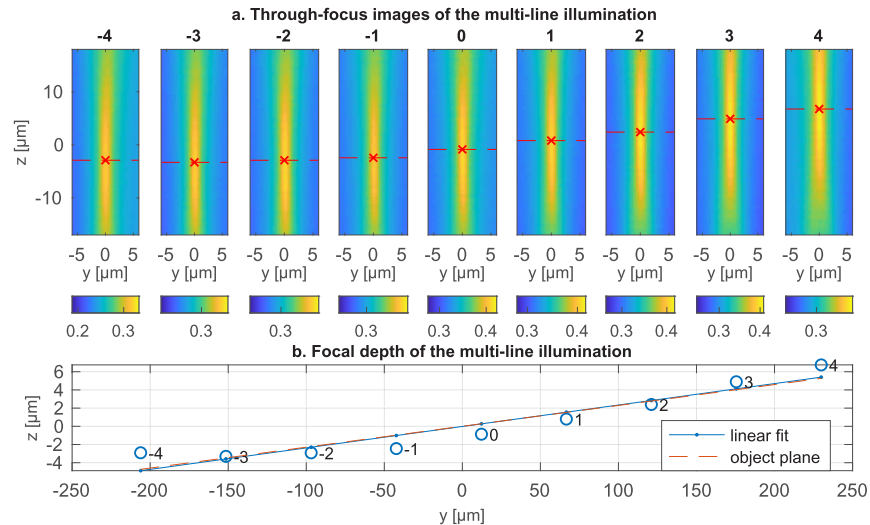 a. Through-focus images of the multi-line illumination
-4 -3 -2 -1 0 1 2 3 4
10
0
-10
z [µm]
-5 0 5 -5 0 5 -5 0 5 -5 0 5 -5 0 5 -5 0 5 -5 0 5 -5 0 5 -5 0 5
y [µm] y [µm] y [µm] y [µm] y [µm] y [µm] y [µm] y [µm] y [µm]
0.2 0.3 0.3 0.3 0.3 0.3 0.4 0.3 0.4 0.3 0.4 0.3 0.4 0.3
b. Focal depth of the multi-line illumination
6
4
2
0
-2
-4
z [µm]
-4 -3 -2 -1 0 1 2 3 4
linear fit
object plane
-250 -200 -150 -100 -50 0 50 100 150 200 250
y [µm]